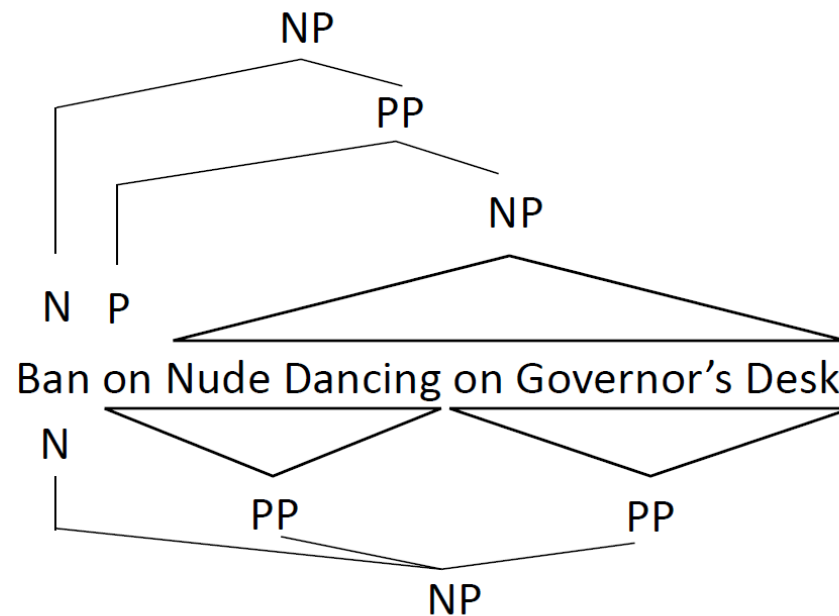 NP
PP
NP
N P
Ban on Nude Dancing on Governor’s Desk
N
PP PP
NP